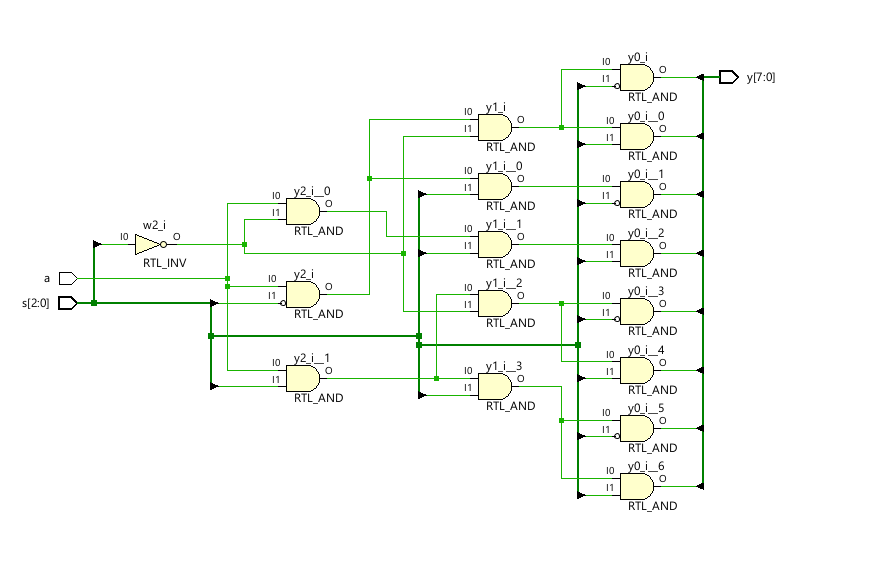 y0_i
I0
I1
O
RTL_AND
y[7:0]
y1_i
I0
I1
O
RTL_AND
y0_i__0
I0
I1
O
RTL_AND
y1_i__0
I0
I1
O
RTL_AND
y0_i__1
I0
I1
O
RTL_AND
y2_i__0
I0
I1
O
RTL_AND
w2_i
I0
O
RTL_INV
y1_i__1
I0
I1
O
RTL_AND
y0_i__2
I0
I1
O
RTL_AND
a
s[2:0]
y2_i
I0
I1
O
RTL_AND
y1_i__2
I0
I1
O
RTL_AND
y0_i__3
I0
I1
O
RTL_AND
y2_i__1
I0
I1
O
RTL_AND
y1_i__3
I0
I1
O
RTL_AND
y0_i__4
I0
I1
O
RTL_AND
y0_i__5
I0
I1
O
RTL_AND
y0_i__6
I0
I1
O
RTL_AND